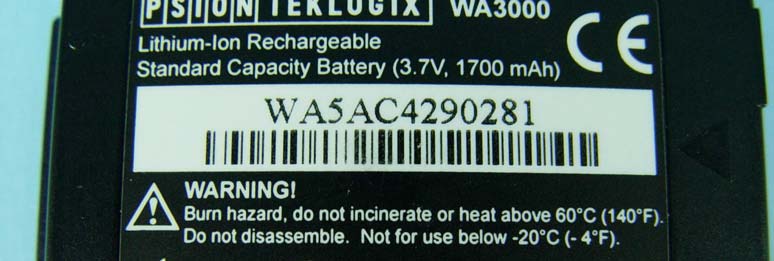 PSION TEKLOGIX WA3000
Lithium-Ion Rechargeable
Standard Capacity Battery (3.7V, 1700 mAh)
CE
WA5AC4290281
WARNING!
Burn hazard, do not incinerate or heat above 60°C (140°F).
Do not disassemble. Not for use below -20°C (- 4°F).